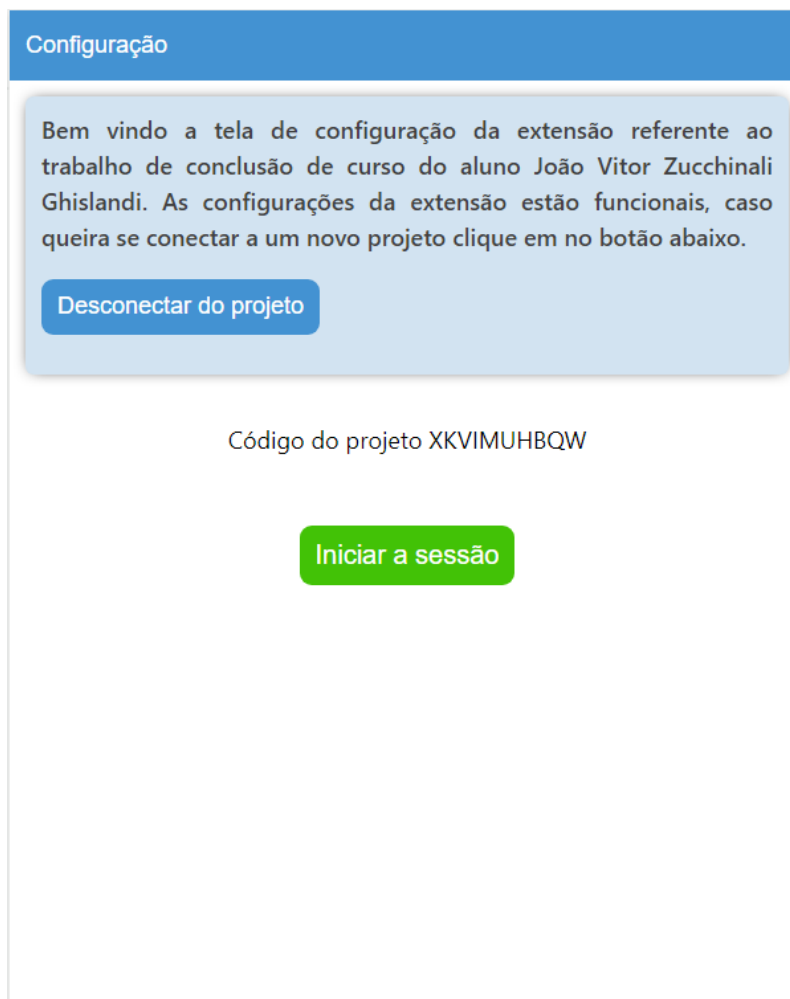 Configuração
Bem vindo a tela de configuração da extensão referente ao
trabalho de conclusão de curso do aluno João Vitor Zucchinali
Ghislandi. As configurações da extensão estão funcionais, caso
queira se conectar a um novo projeto clique em no botão abaixo.
Desconectar do projeto
Código do projeto XKVIMUHBQW
Iniciar a sessão